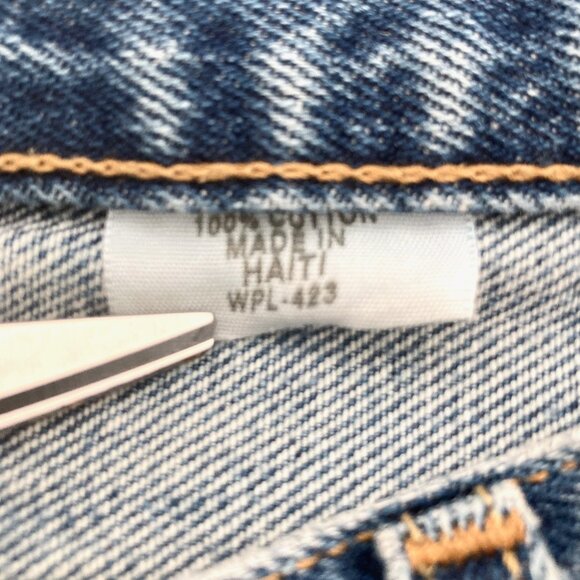 100% COTTON
MADE IN
HAITI
WPL-423